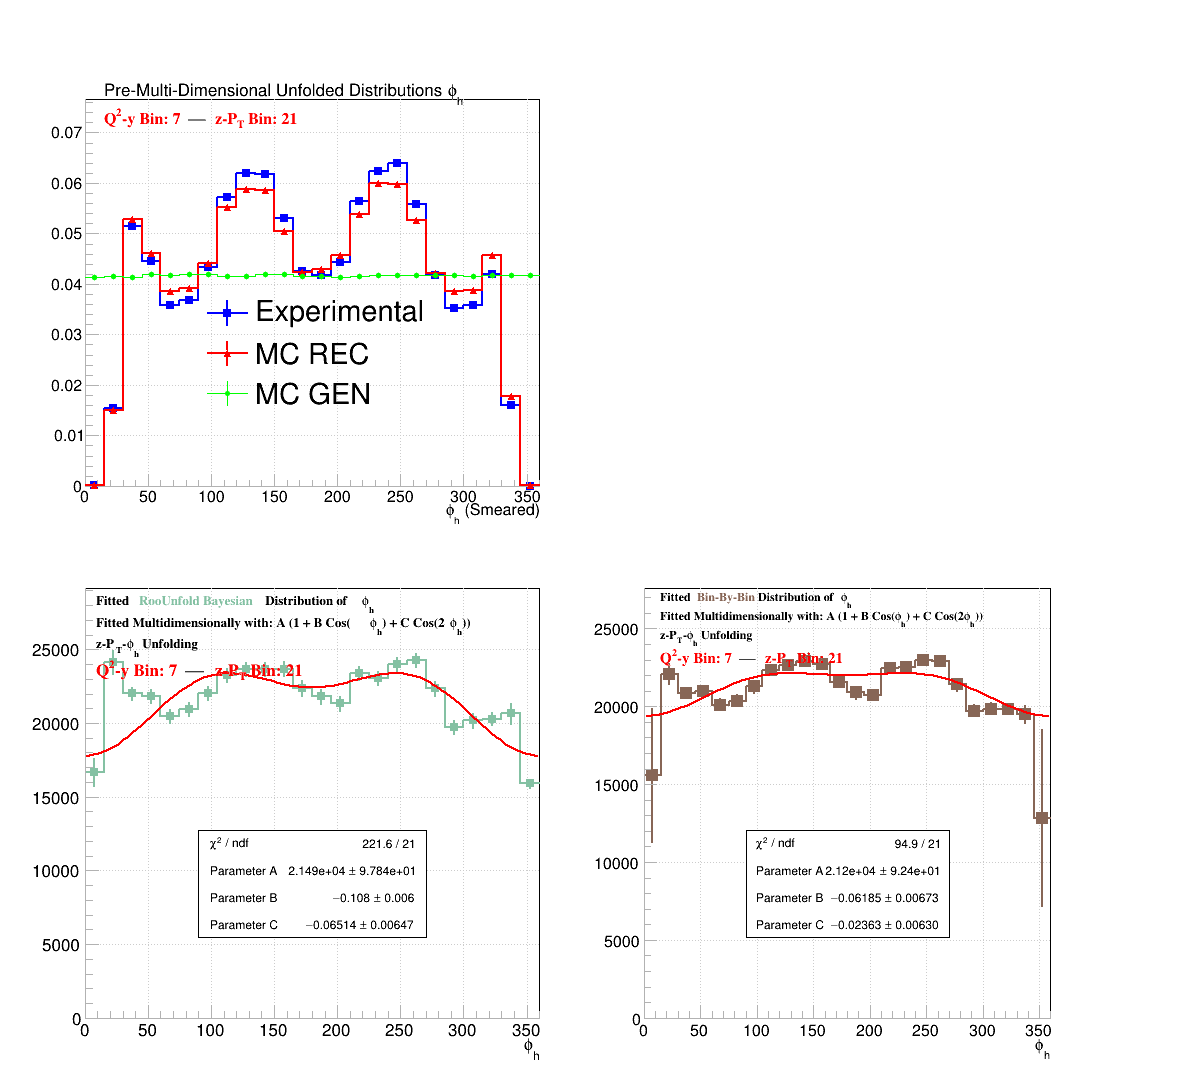 Pre-Multi-Dimensional Unfolded Distributions ϕh
Q2-y Bin: 7 — z-PT Bin: 21
0.07
0.06
0.05
0.04
0.03
0.02
0.01
0
Experimental
MC REC
MC GEN
0 50 100 150 200 250 300 350
ϕh (Smeared)
Fitted RooUnfold Bayesian Distribution of ϕh
Fitted Multidimensionally with: A (1 + B Cos( ϕh) + C Cos(2 ϕh))
z-PT-ϕh Unfolding
Q2-y Bin: 7 — z-PT Bin: 21
25000
20000
15000
10000
5000
0
χ2 / ndf 221.6 / 21
Parameter A 2.149e+04 ± 9.784e+01
Parameter B −0.108 ± 0.006
Parameter C −0.06514 ± 0.00647
0 50 100 150 200 250 300 350
ϕh
Fitted Bin-By-Bin Distribution of ϕh
Fitted Multidimensionally with: A (1 + B Cos(ϕh) + C Cos(2ϕh))
z-PT-ϕh Unfolding
Q2-y Bin: 7 — z-PT Bin: 21
25000
20000
15000
10000
5000
0
χ2 / ndf 94.9 / 21
Parameter A 2.12e+04 ± 9.24e+01
Parameter B −0.06185 ± 0.00673
Parameter C −0.02363 ± 0.00630
0 50 100 150 200 250 300 350
ϕh